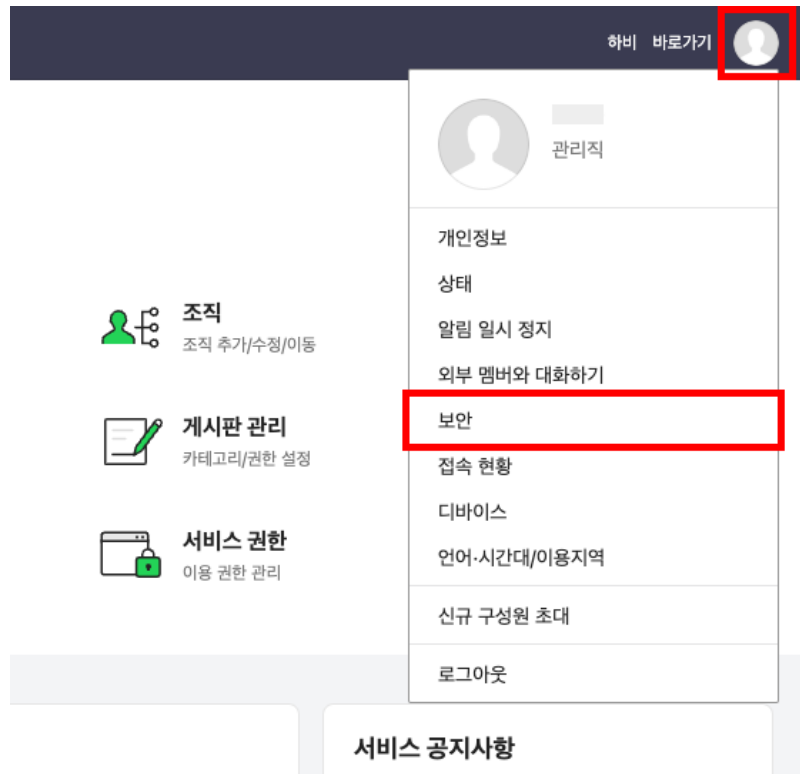 하비 바로가기
관리직
개인정보
상태
알림 일시 정지
외부 멤버와 대화하기
보안
접속 현황
디바이스
언어·시간대/이용지역
신규 구성원 초대
로그아웃
조직
조직 추가/수정/이동
게시판 관리
카테고리/권한 설정
서비스 권한
이용 권한 관리
서비스 공지사항